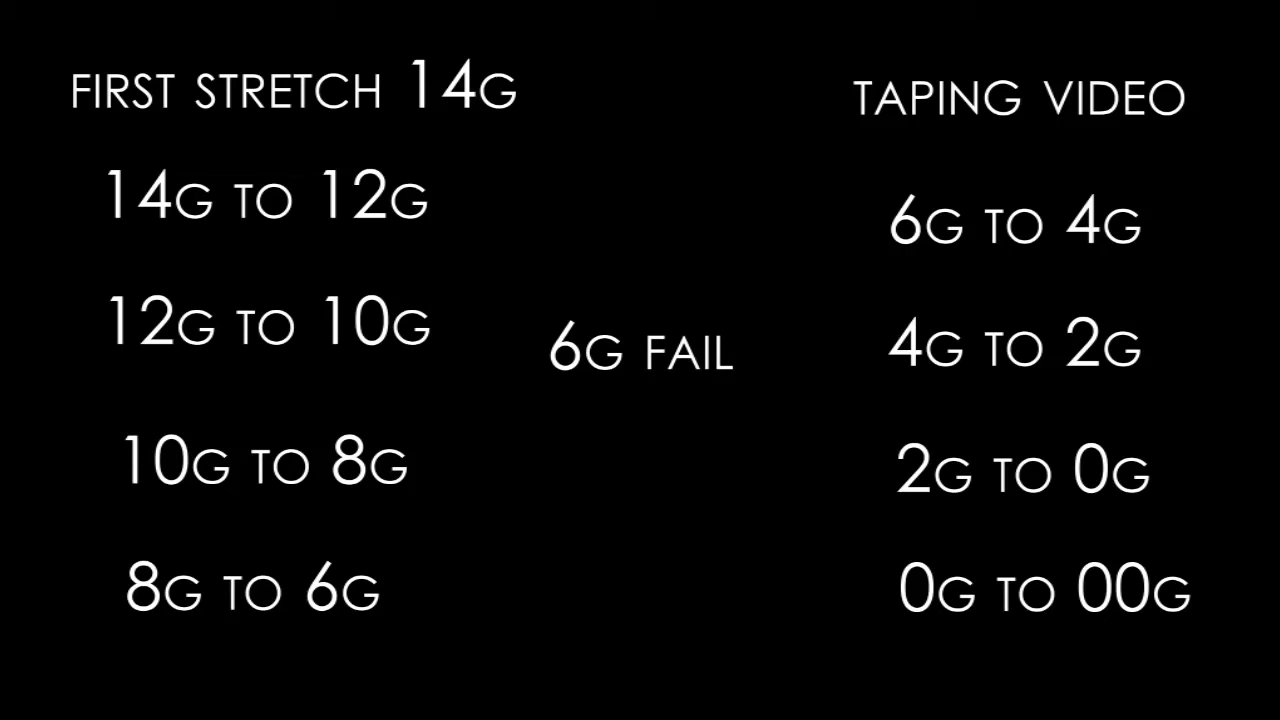 FIRST STRETCH 14G
14G TO 12G
12G TO 10G
10G TO 8G
8G TO 6G
6G FAIL
TAPING VIDEO
6G TO 4G
4G TO 2G
2G TO 0G
0G TO 00G